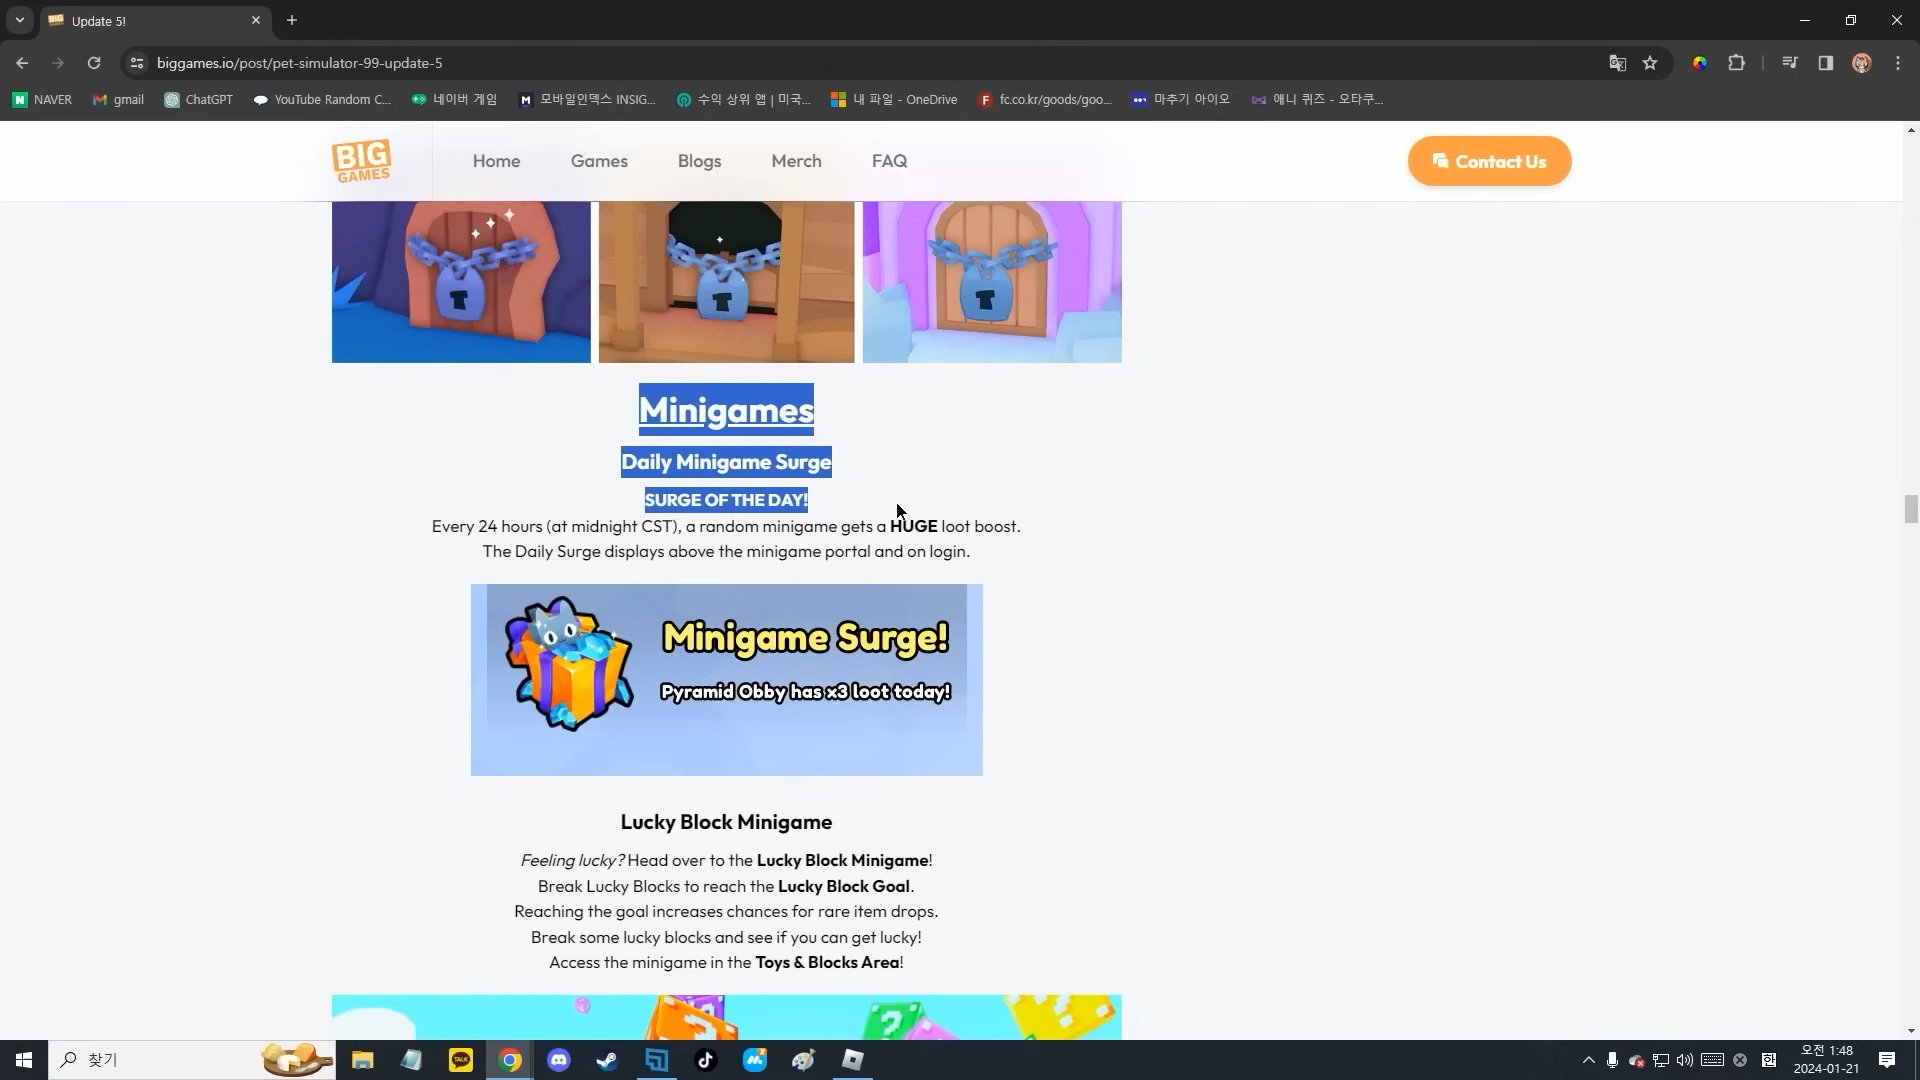 Update 5!
biggames.io/post/pet-simulator-99-update-5
NAVER
gmail
ChatGPT
YouTube Random C...
네이버 게임
모바일인덱스 INSIG...
수익 상위 앱 | 미국...
내 파일 - OneDrive
fc.co.kr/goods/goo...
마추기 아이오
애니 퀴즈 - 오타쿠...
BIG
GAMES
Home
Games
Blogs
Merch
FAQ
Contact Us
Minigames
Daily Minigame Surge
SURGE OF THE DAY!
Every 24 hours (at midnight CST), a random minigame gets a HUGE loot boost.
The Daily Surge displays above the minigame portal and on login.
Minigame Surge!
Pyramid Obby has x3 loot today!
Lucky Block Minigame
Feeling lucky? Head over to the Lucky Block Minigame!
Break Lucky Blocks to reach the Lucky Block Goal.
Reaching the goal increases chances for rare item drops.
Break some lucky blocks and see if you can get lucky!
Access the minigame in the Toys & Blocks Area!
찾기
TALK
오전 1:48
2024-01-21